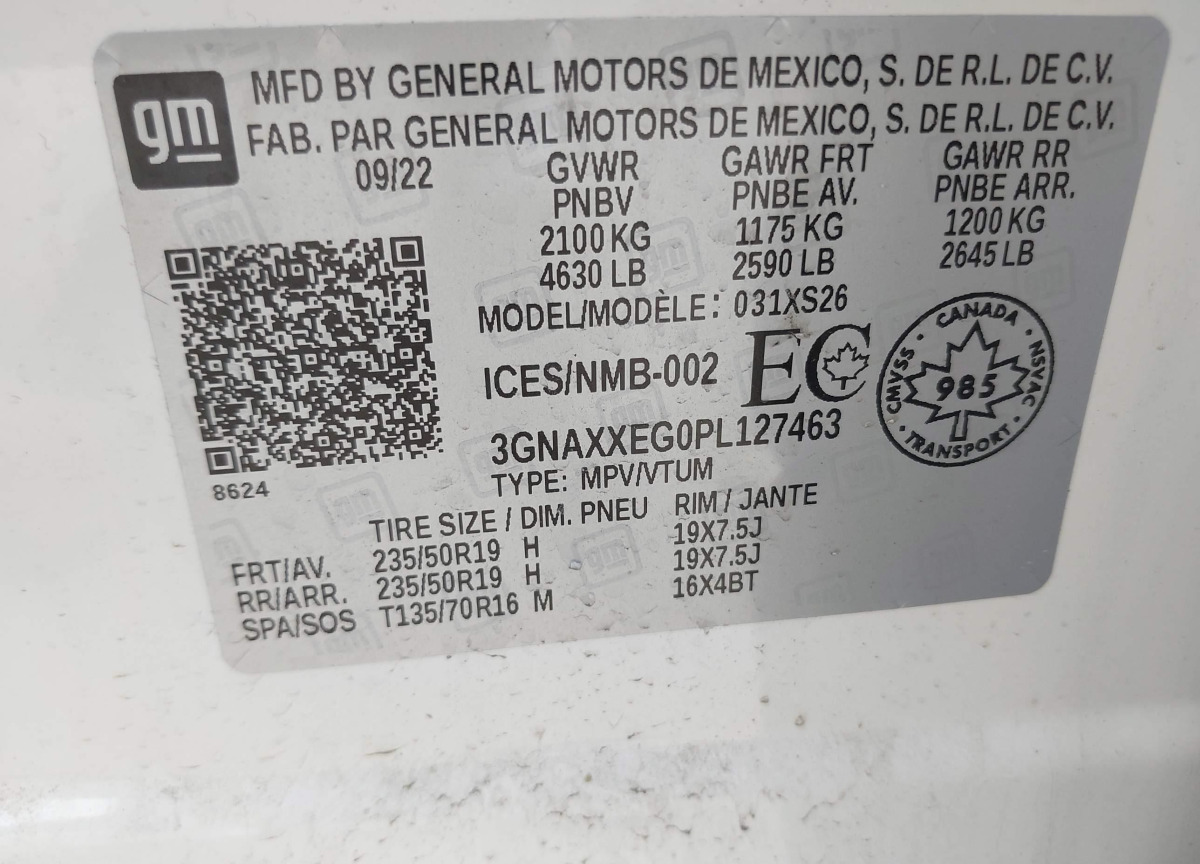 gm
MFD BY GENERAL MOTORS DE MEXICO, S. DE R.L. DE C.V.
FAB. PAR GENERAL MOTORS DE MEXICO, S. DE R.L. DE C.V.
09/22 GVWR GAWR FRT GAWR RR
PNBV PNBE AV. PNBE ARR.
2100 KG 1175 KG 1200 KG
4630 LB 2590 LB 2645 LB
MODEL/MODÈLE: 031XS26
ICES/NMB-002 EC
CANADA · NSVAC · TRANSPORT · CMVSS ·
985
3GNAXXEG0PL127463
TYPE: MPV/VTUM
8624
TIRE SIZE / DIM. PNEU RIM / JANTE
FRT/AV. 235/50R19 H 19X7.5J
RR/ARR. 235/50R19 H 19X7.5J
SPA/SOS T135/70R16 M 16X4BT